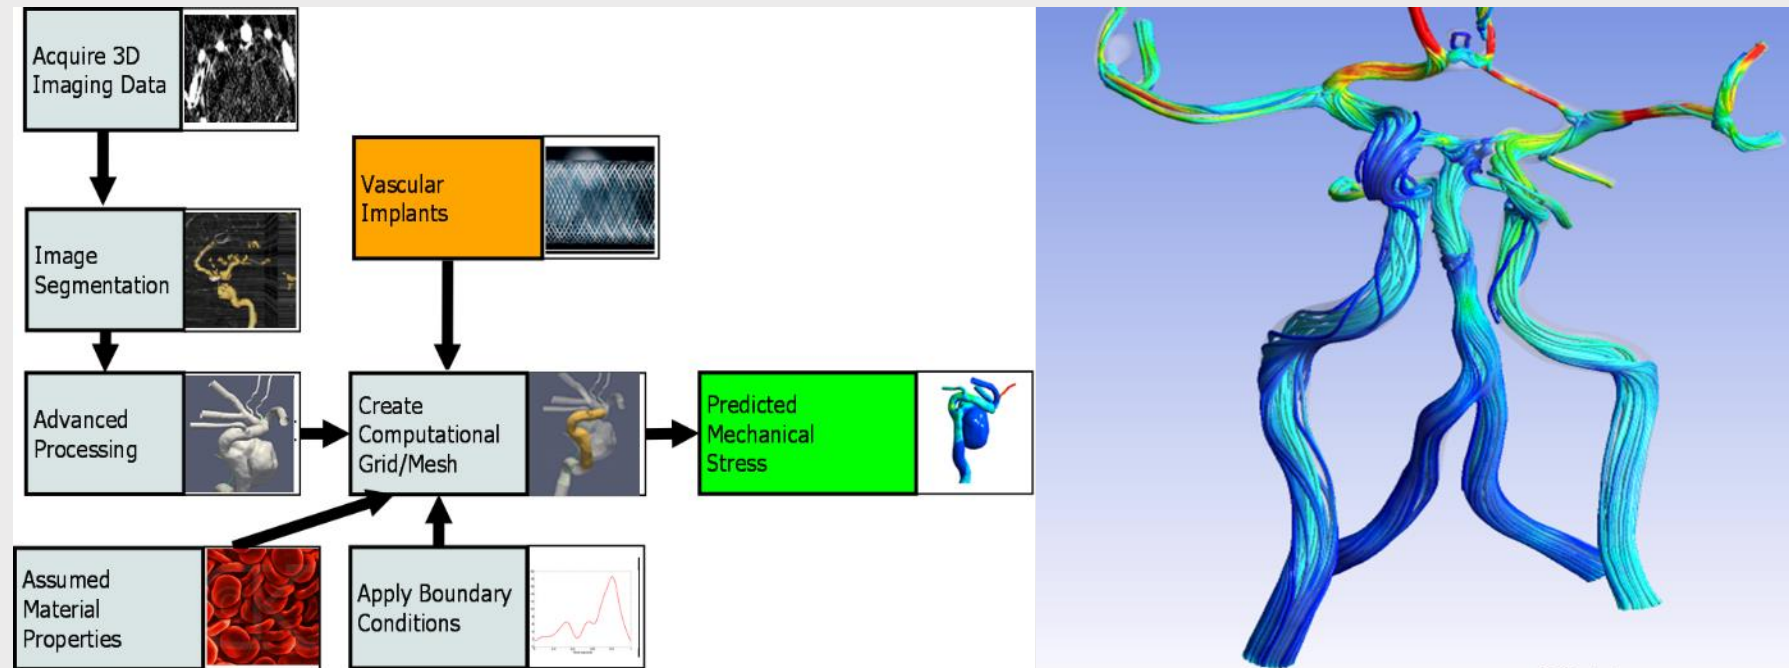 Acquire 3D
Imaging Data
Vascular
Implants
Image
Segmentation
Advanced
Processing
Create
Computational
Grid/Mesh
Predicted
Mechanical
Stress
Assumed
Material
Properties
Apply Boundary
Conditions